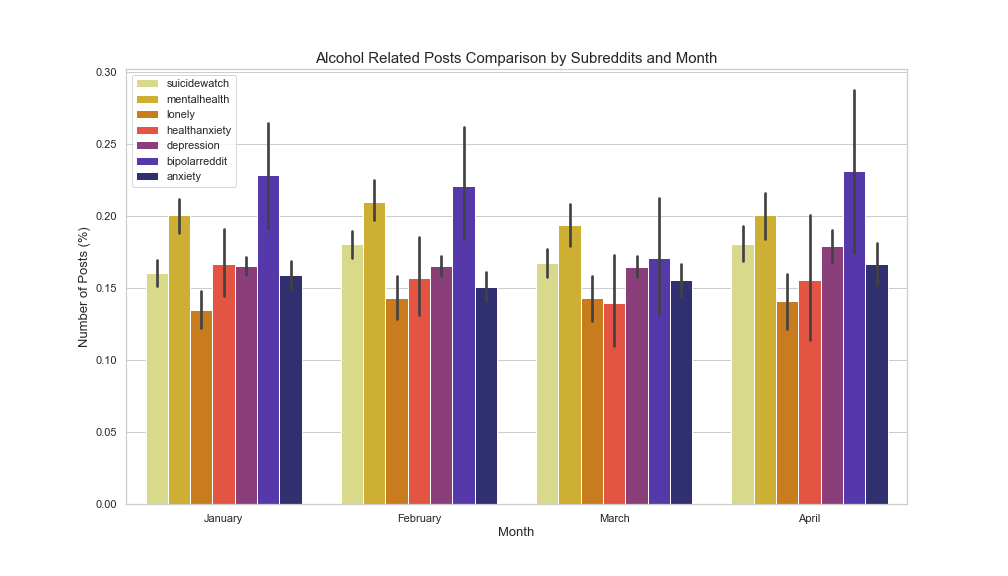 Alcohol Related Posts Comparison by Subreddits and Month
suicidewatch
mentalhealth
lonely
healthanxiety
depression
bipolarreddit
anxiety
Number of Posts (%)
0.30
0.25
0.20
0.15
0.10
0.05
0.00
January
February
March
April
Month